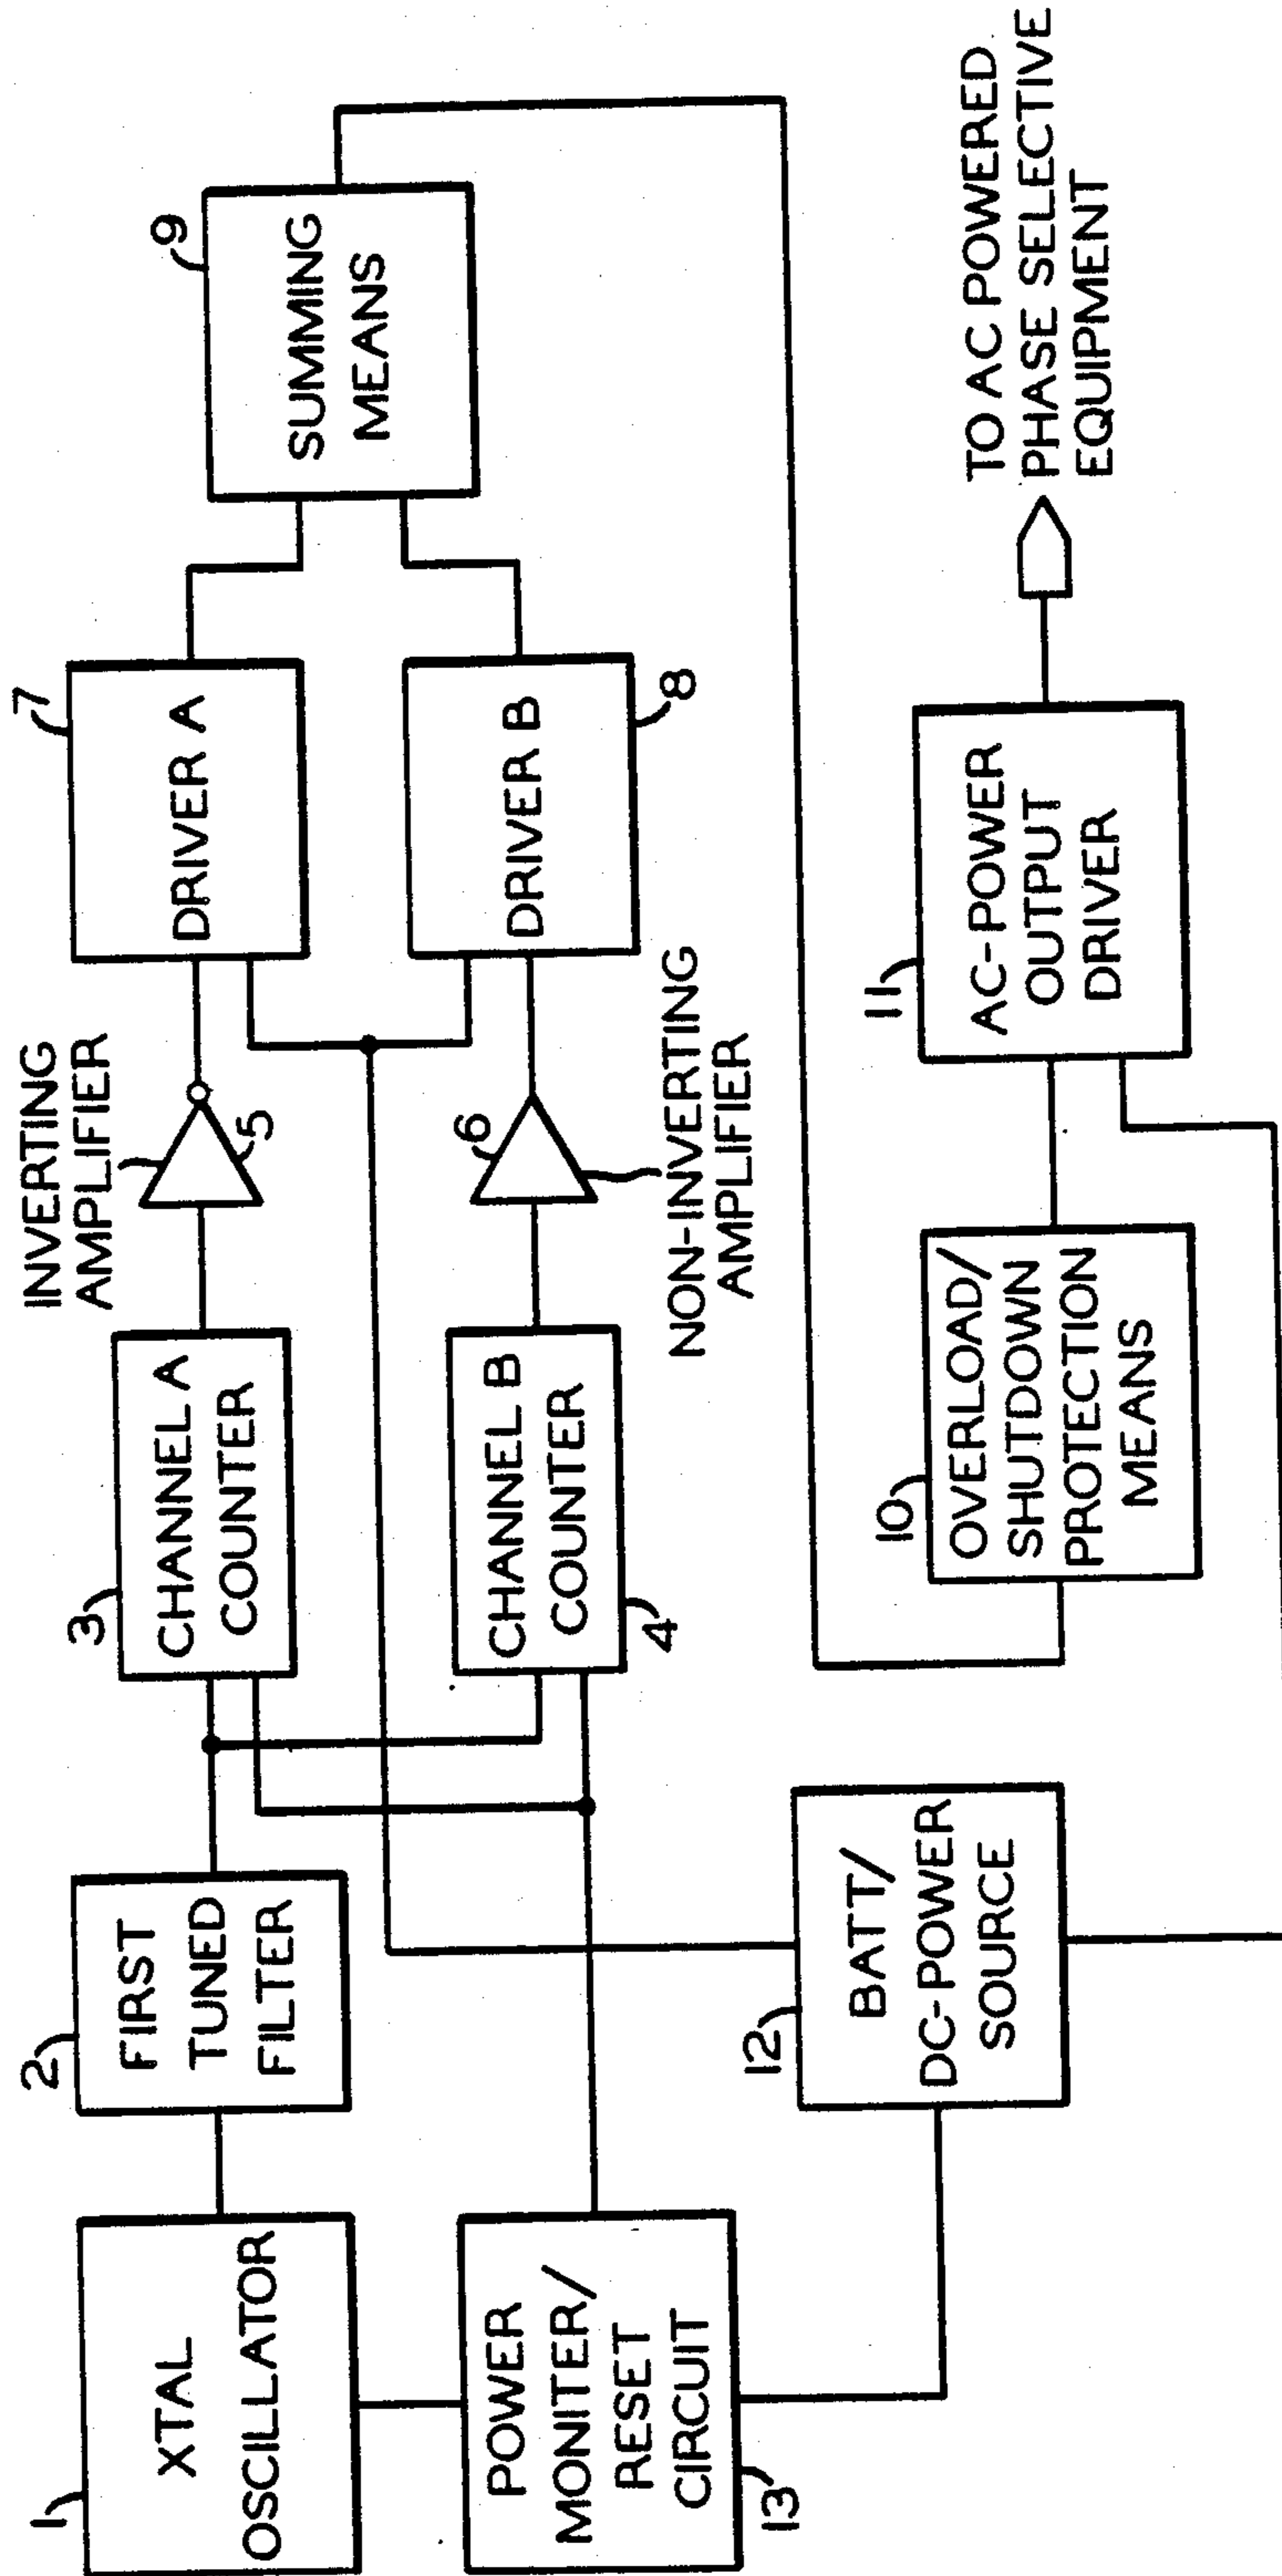 1
XTAL
OSCILLATOR
2
FIRST
TUNED
FILTER
3
CHANNEL A
COUNTER
INVERTING
AMPLIFIER
5
7
DRIVER A
9
SUMMING
MEANS
CHANNEL B
COUNTER
4
6
NON-INVERTING
AMPLIFIER
DRIVER B
8
POWER
MONITER/
RESET
CIRCUIT
13
12
BATT/
DC-POWER
SOURCE
10
OVERLOAD/
SHUTDOWN
PROTECTION
MEANS
11
AC-POWER
OUTPUT
DRIVER
TO AC POWERED
PHASE SELECTIVE
EQUIPMENT